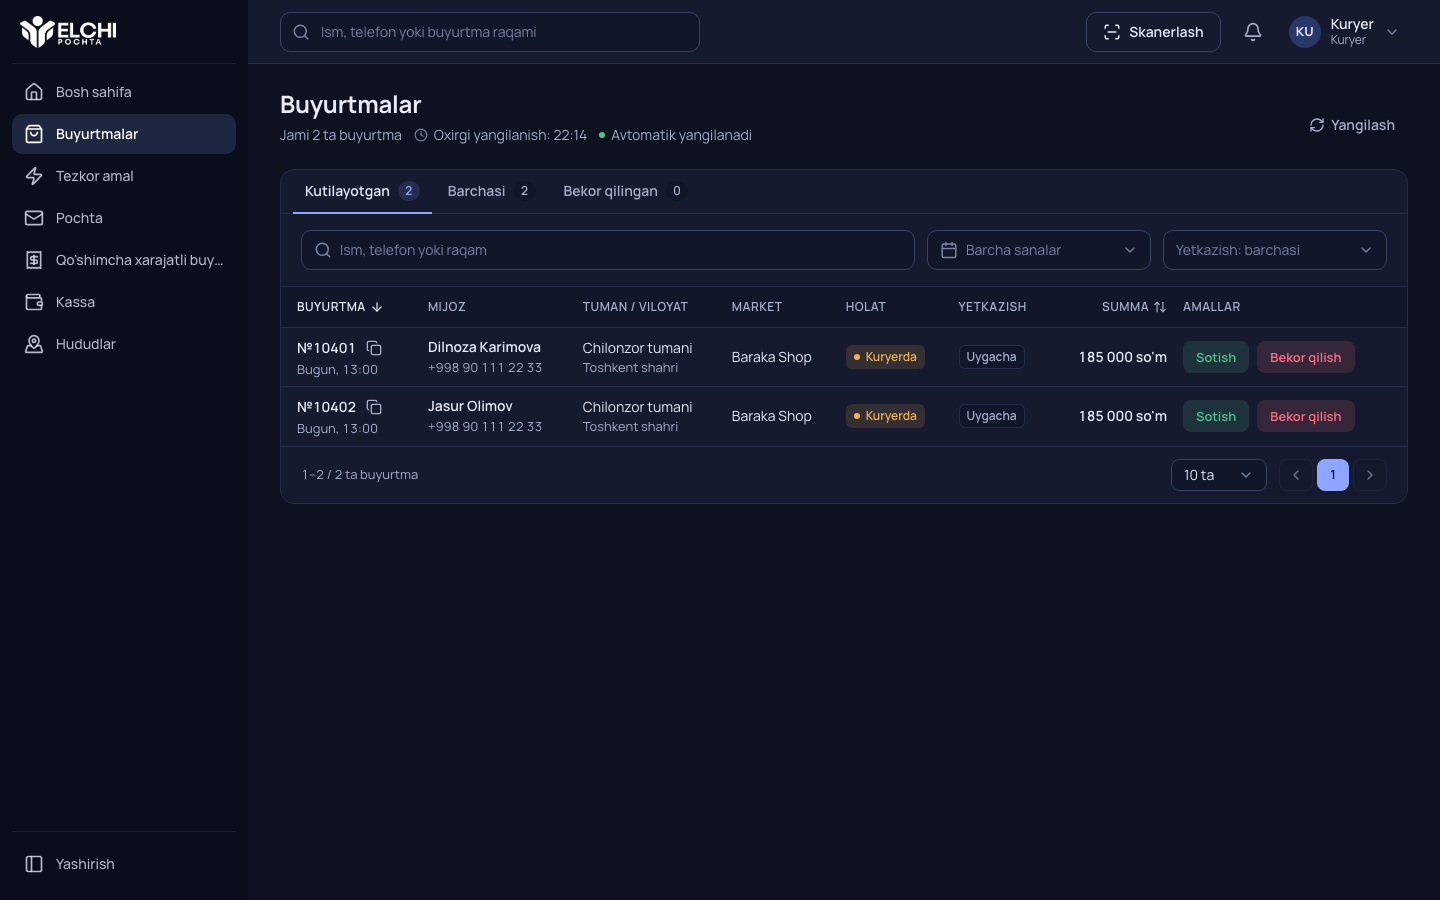 ELCHI
POCHTA
Ism, telefon yoki buyurtma raqami
Skanerlash
KU
Kuryer
Kuryer
Bosh sahifa
Buyurtmalar
Tezkor amal
Pochta
Qo'shimcha xarajatli buy...
Kassa
Hududlar
Yashirish
Buyurtmalar
Jami 2 ta buyurtma Oxirgi yangilanish: 22:14 Avtomatik yangilanadi
Yangilash
Kutilayotgan 2 Barchasi 2 Bekor qilingan 0
Ism, telefon yoki raqam Barcha sanalar Yetkazish: barchasi
BUYURTMA MIJOZ TUMAN / VILOYAT MARKET HOLAT YETKAZISH SUMMA AMALLAR
№10401 Dilnoza Karimova Chilonzor tumani Baraka Shop Kuryerda Uygacha 185 000 so'm Sotish Bekor qilish
Bugun, 13:00 +998 90 111 22 33 Toshkent shahri
№10402 Jasur Olimov Chilonzor tumani Baraka Shop Kuryerda Uygacha 185 000 so'm Sotish Bekor qilish
Bugun, 13:00 +998 90 111 22 33 Toshkent shahri
1–2 / 2 ta buyurtma 10 ta 1